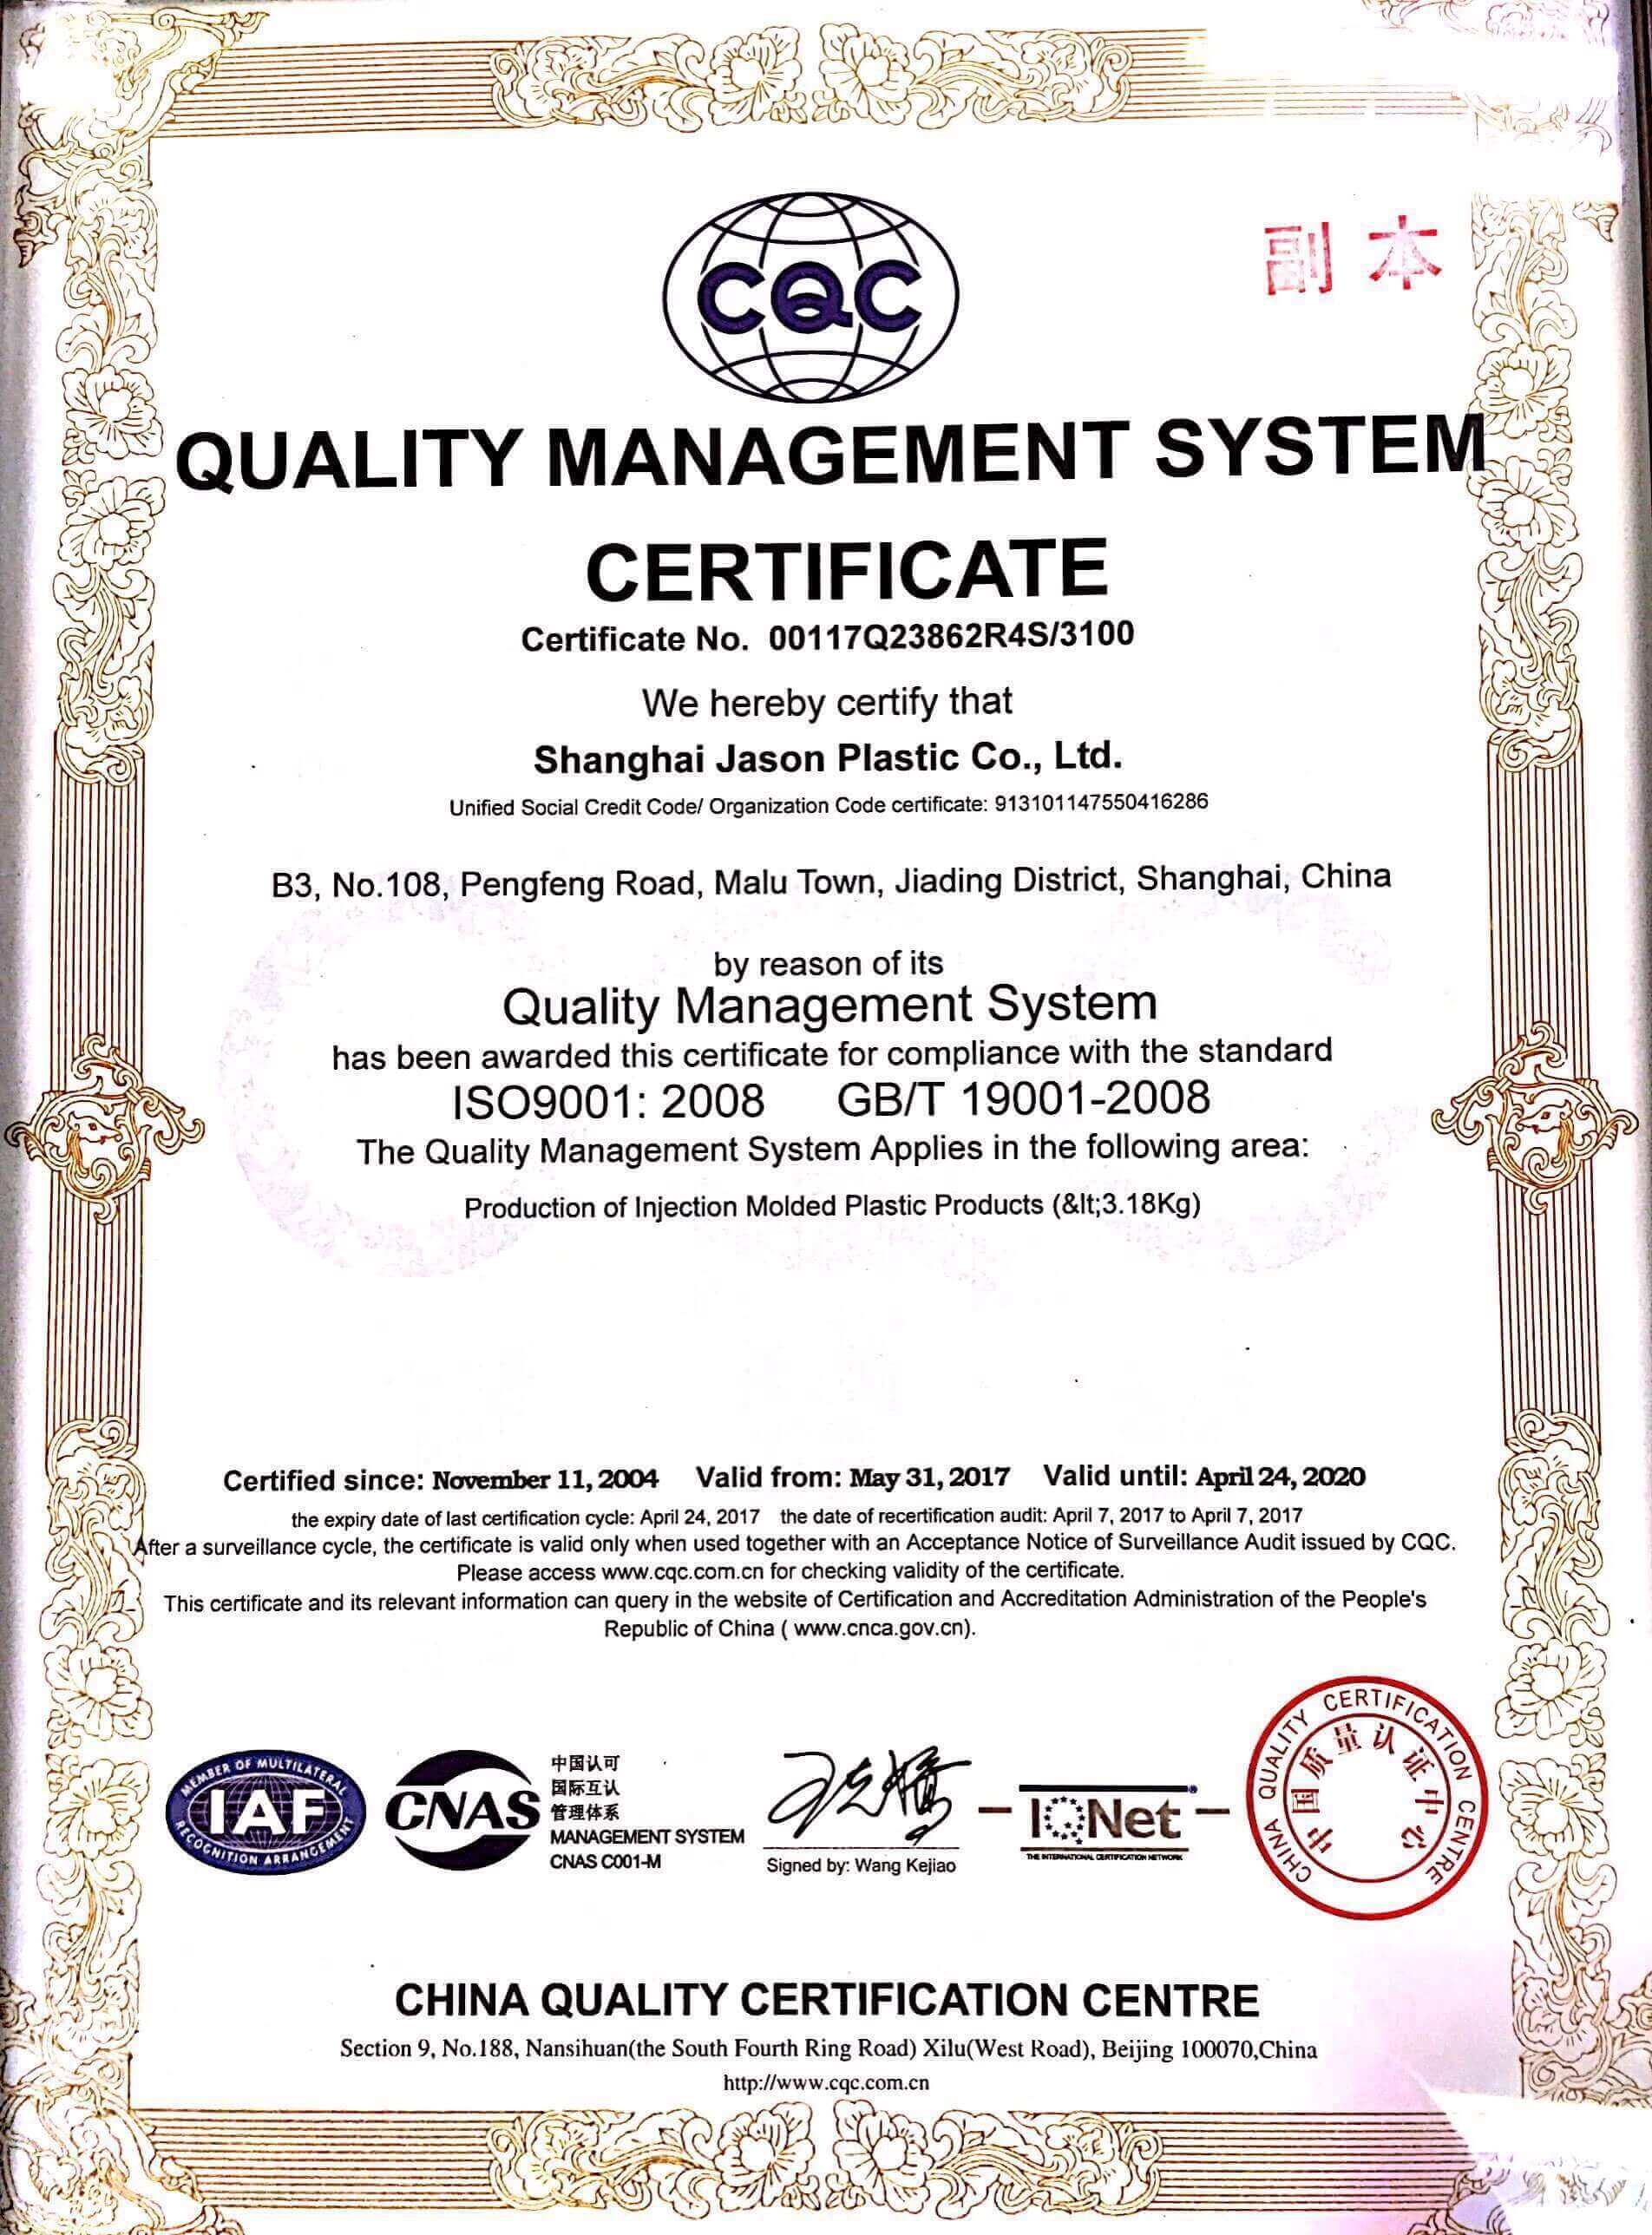 CQC
副本
QUALITY MANAGEMENT SYSTEM
CERTIFICATE
Certificate No. 00117Q23862R4S/3100
We hereby certify that
Shanghai Jason Plastic Co., Ltd.
Unified Social Credit Code/ Organization Code certificate: 913101147550416286
B3, No.108, Pengfeng Road, Malu Town, Jiading District, Shanghai, China
by reason of its
Quality Management System
has been awarded this certificate for compliance with the standard
ISO9001: 2008 GB/T 19001-2008
The Quality Management System Applies in the following area:
Production of Injection Molded Plastic Products (&lt;3.18Kg)
Certified since: November 11, 2004 Valid from: May 31, 2017 Valid until: April 24, 2020
the expiry date of last certification cycle: April 24, 2017 the date of recertification audit: April 7, 2017 to April 7, 2017
After a surveillance cycle, the certificate is valid only when used together with an Acceptance Notice of Surveillance Audit issued by CQC.
Please access www.cqc.com.cn for checking validity of the certificate.
This certificate and its relevant information can query in the website of Certification and Accreditation Administration of the People's
Republic of China ( www.cnca.gov.cn).
MEMBER OF MULTILATERAL
IAF
RECOGNITION ARRANGEMENT
CNAS
中国认可
国际互认
管理体系
MANAGEMENT SYSTEM
CNAS C001-M
Signed by: Wang Kejiao
IQNet
THE INTERNATIONAL CERTIFICATION NETWORK
CHINA QUALITY CERTIFICATION CENTRE
中国质量认证中心
CHINA QUALITY CERTIFICATION CENTRE
Section 9, No.188, Nansihuan(the South Fourth Ring Road) Xilu(West Road), Beijing 100070,China
http://www.cqc.com.cn